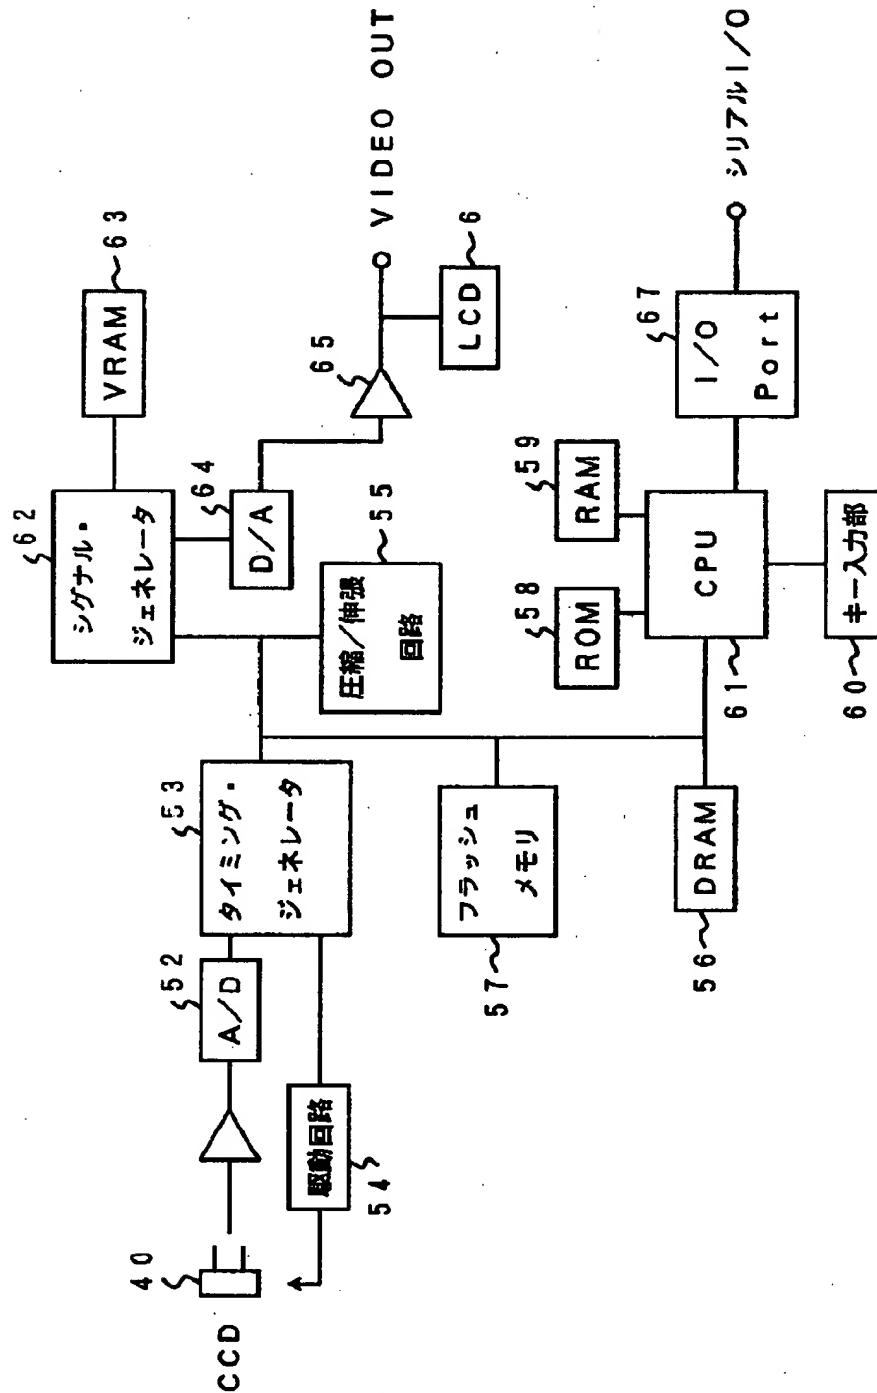 CCD
40
A/D
52
駆動回路
54
タイミング・
ジェネレータ
53
シグナル・
ジェネレータ
62
VRAM
63
D/A
64
65
VIDEO OUT
LCD
6
圧縮/伸張
回路
55
フラッシュ
メモリ
57
DRAM
56
ROM
58
RAM
59
CPU
61
キー入力部
60
I/O
Port
67
シリアルI/O